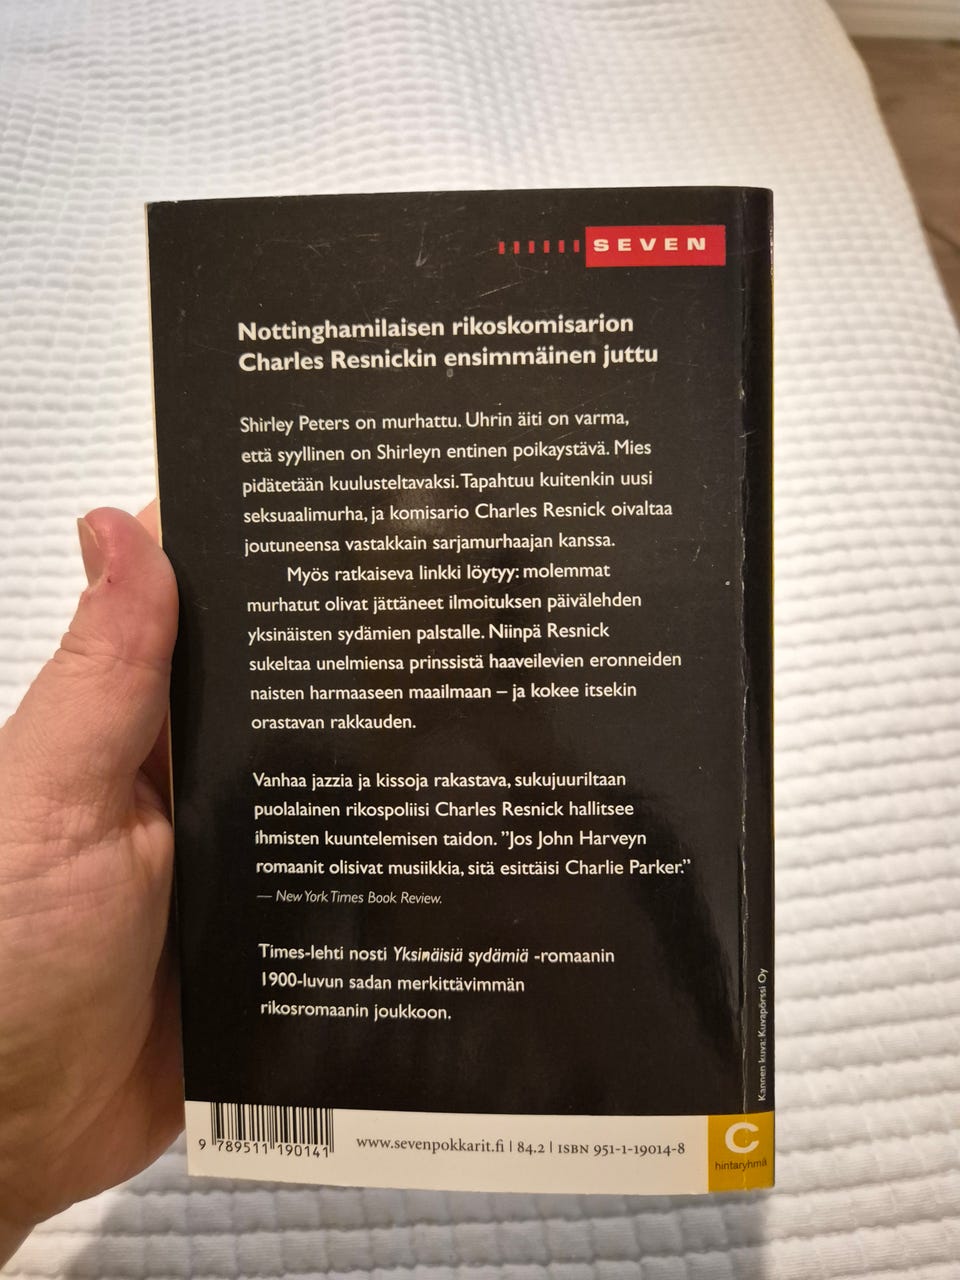 SEVEN
Nottinghamilaisen rikoskomisarion
Charles Resnickin ensimmäinen juttu
Shirley Peters on murhattu. Uhrin äiti on varma,
että syyllinen on Shirleyn entinen poikaystävä. Mies
pidätetään kuulusteltavaksi. Tapahtuu kuitenkin uusi
seksuaalimurha, ja komisario Charles Resnick oivaltaa
joutuneensa vastakkain sarjamurhaajan kanssa.
Myös ratkaiseva linkki löytyy: molemmat
murhatut olivat jättäneet ilmoituksen päivälehden
yksinäisten sydämien palstalle. Niinpä Resnick
sukeltaa unelmiensa prinssistä haaveilevien eronneiden
naisten harmaaseen maailmaan – ja kokee itsekin
orastavan rakkauden.
Vanhaa jazzia ja kissoja rakastava, sukujuuriltaan
puolalainen rikospoliisi Charles Resnick hallitsee
ihmisten kuuntelemisen taidon. ”Jos John Harveyn
romaanit olisivat musiikkia, sitä esittäisi Charlie Parker.”
— New York Times Book Review.
Times-lehti nosti Yksinäisiä sydämiä -romaanin
1900-luvun sadan merkittävimmän
rikosromaanin joukkoon.
Kannen kuva: Kuvapörssi Oy
9 789511 190141
www.sevenpokkarit.fi | 84.2 | ISBN 951-1-19014-8
C
hintaryhmä